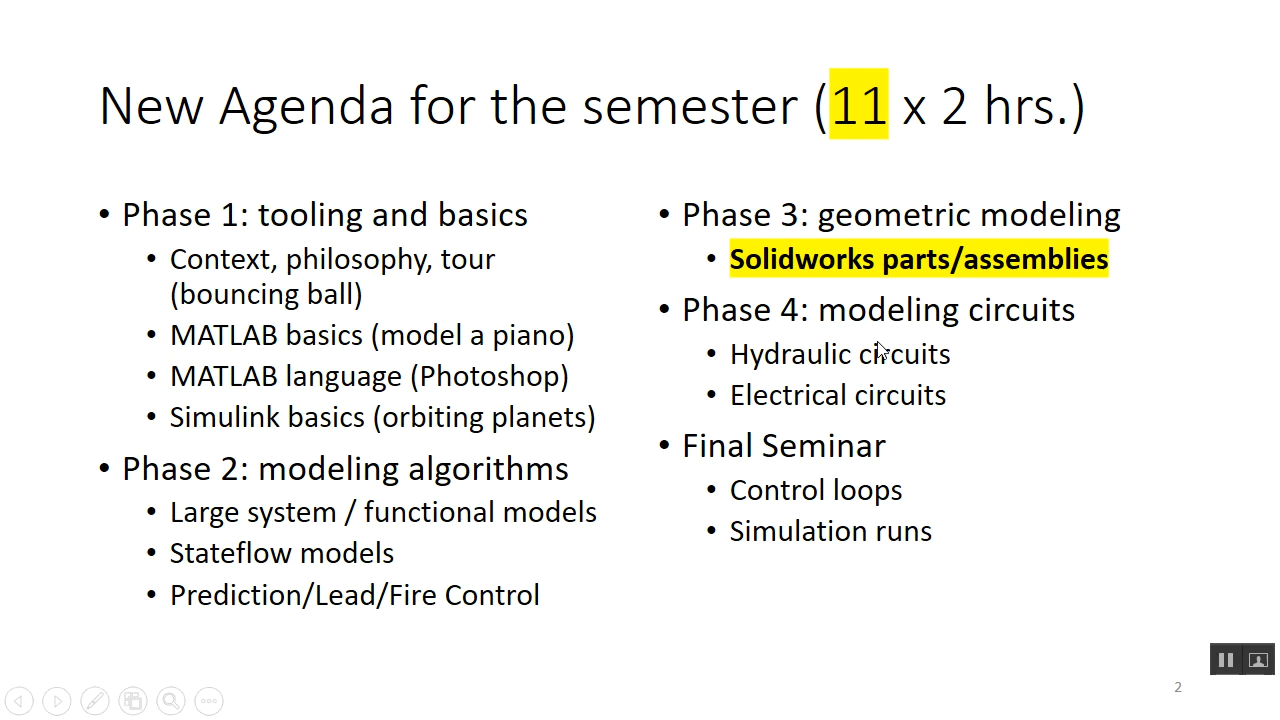 New Agenda for the semester (11 x 2 hrs.)
• Phase 1: tooling and basics
• Context, philosophy, tour
(bouncing ball)
• MATLAB basics (model a piano)
• MATLAB language (Photoshop)
• Simulink basics (orbiting planets)
• Phase 2: modeling algorithms
• Large system / functional models
• Stateflow models
• Prediction/Lead/Fire Control
• Phase 3: geometric modeling
• Solidworks parts/assemblies
• Phase 4: modeling circuits
• Hydraulic circuits
• Electrical circuits
• Final Seminar
• Control loops
• Simulation runs
2